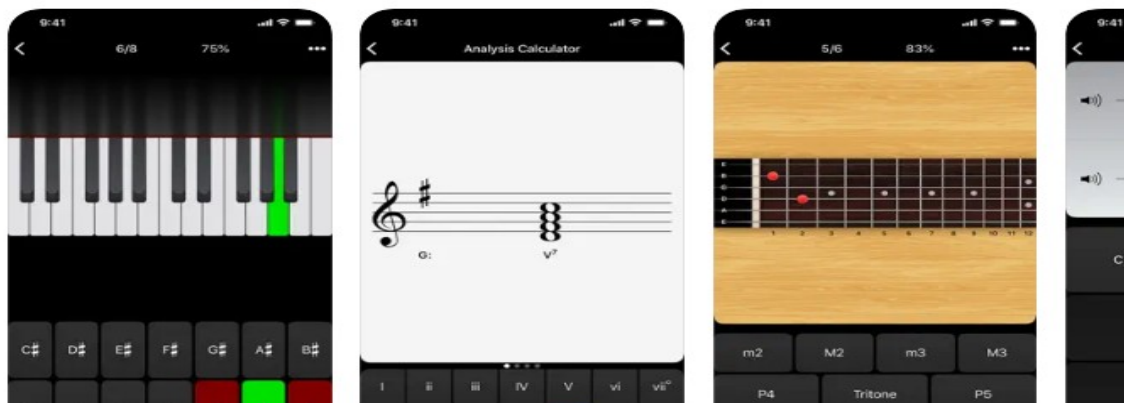 9:41
6/8 75%
C♯ D♯ E♯ F♯ G♯ A♯ B♯
9:41
Analysis Calculator
G: V⁷
I ii iii IV V vi vii°
9:41
5/6 83%
E
B
G
D
A
E
1 2 3 4 5 6 7 8 9 10 11 12
m2 M2 m3 M3
P4 Tritone P5
9:41
C